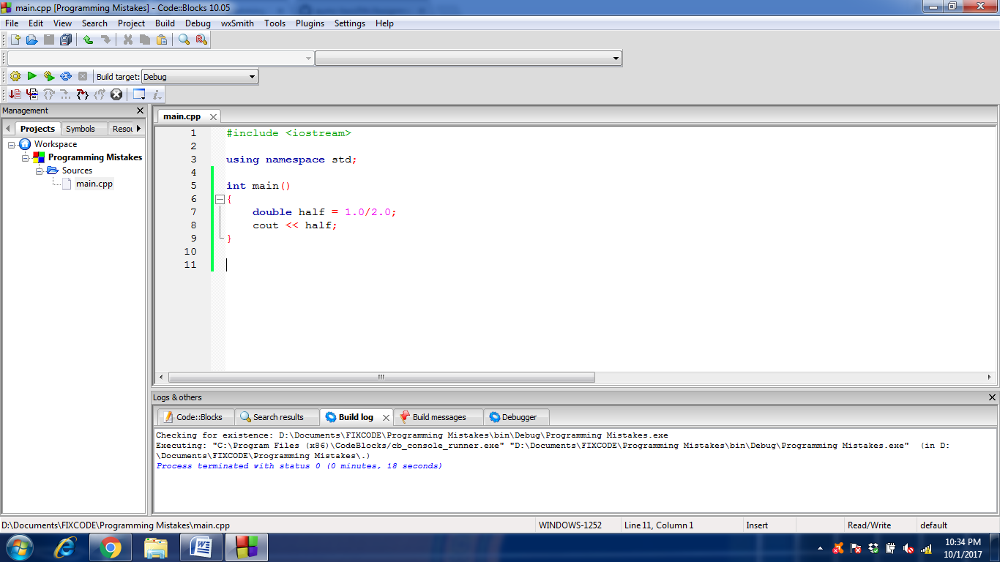 main.cpp [Programming Mistakes] - Code::Blocks 10.05
File Edit View Search Project Build Debug wxSmith Tools Plugins Settings Help
Build target: Debug
Management
Projects Symbols Resou
Workspace
Programming Mistakes
Sources
main.cpp
main.cpp
1 #include <iostream>
2
3 using namespace std;
4
5 int main()
6 {
7 double half = 1.0/2.0;
8 cout << half;
9 }
10
11
Logs & others
Code::Blocks Search results Build log Build messages Debugger
Checking for existence: D:\Documents\FIXCODE\Programming Mistakes\bin\Debug\Programming Mistakes.exe
Executing: "C:\Program Files (x86)\CodeBlocks/cb_console_runner.exe" "D:\Documents\FIXCODE\Programming Mistakes\bin\Debug\Programming Mistakes.exe"  (in D:
\Documents\FIXCODE\Programming Mistakes\.)
Process terminated with status 0 (0 minutes, 18 seconds)
D:\Documents\FIXCODE\Programming Mistakes\main.cpp WINDOWS-1252 Line 11, Column 1 Insert Read/Write default
10:34 PM
10/1/2017